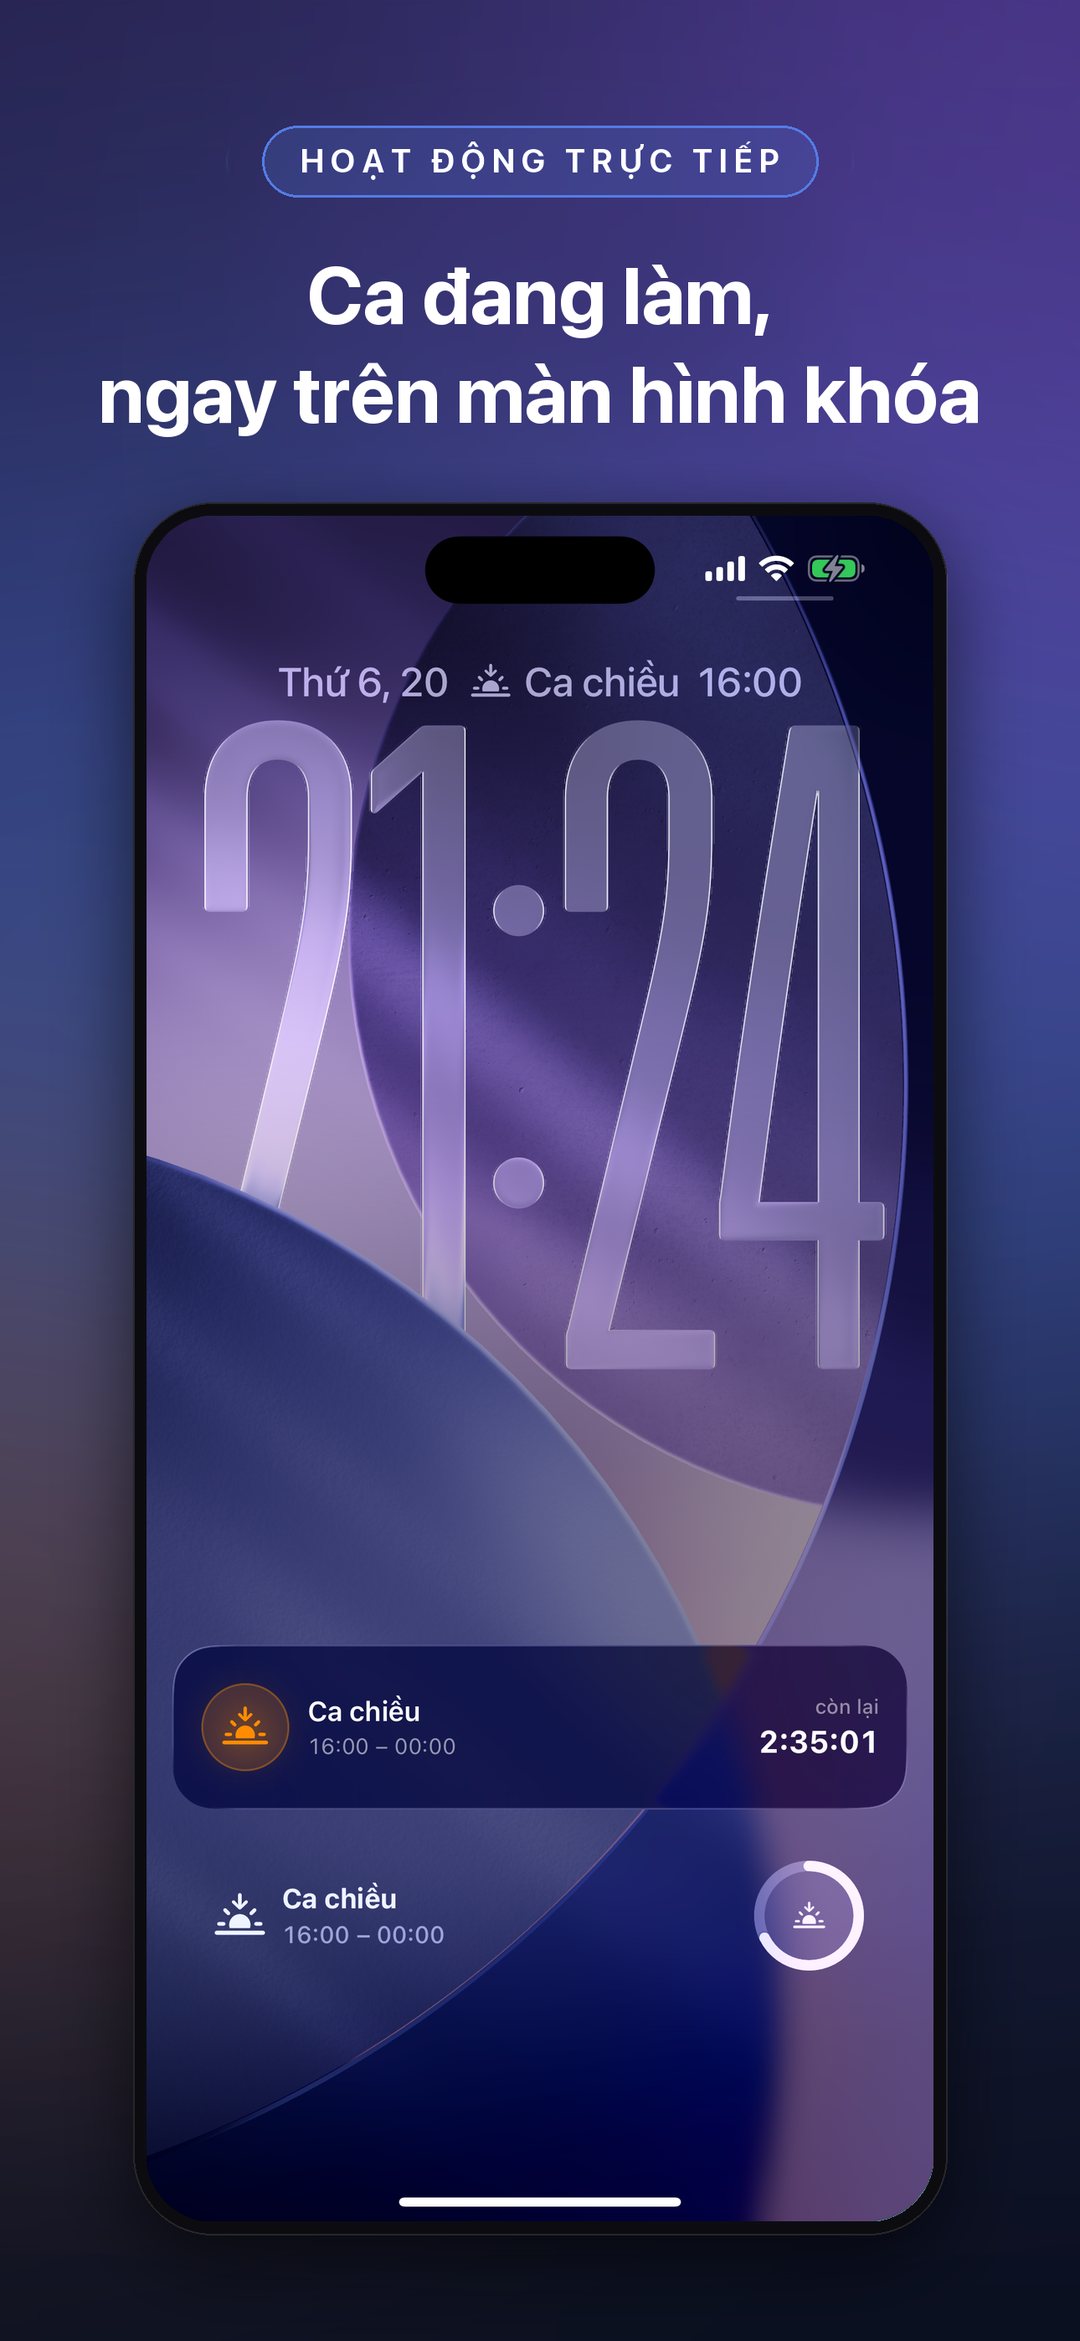 HOẠT ĐỘNG TRỰC TIẾP
Ca đang làm,
ngay trên màn hình khóa
Thứ 6, 20 Ca chiều 16:00
21:24
Ca chiều
16:00 – 00:00
còn lại
2:35:01
Ca chiều
16:00 – 00:00